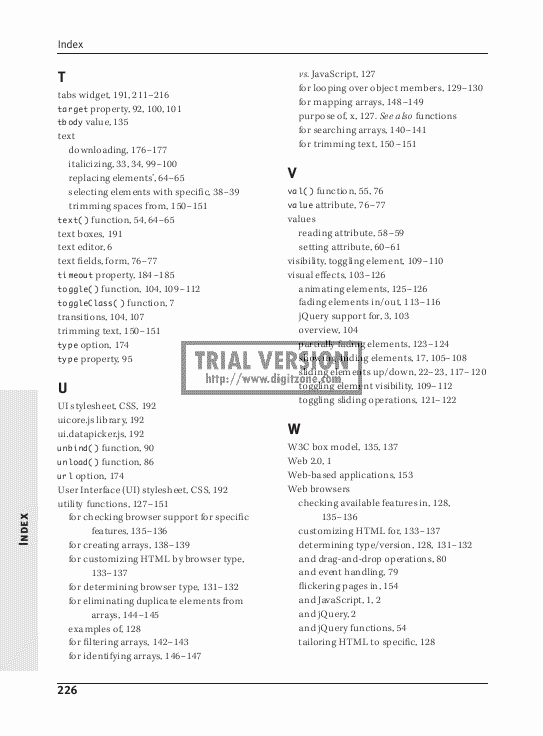 Index
T
tabs widget, 191, 211–216
target property, 92, 100, 101
tbody value, 135
text
downloading, 176–177
italicizing, 33, 34, 99–100
replacing elements', 64–65
selecting elements with specific, 38–39
trimming spaces from, 150–151
text() function, 54, 64–65
text boxes, 191
text editor, 6
text fields, form, 76–77
timeout property, 184–185
toggle() function, 104, 109–112
toggleClass() function, 7
transitions, 104, 107
trimming text, 150–151
type option, 174
type property, 95
U
UI stylesheet, CSS, 192
uicore.js library, 192
ui.datapicker.js, 192
unbind() function, 90
unload() function, 86
url option, 174
User Interface (UI) stylesheet, CSS, 192
utility functions, 127–151
for checking browser support for specific
features, 135–136
for creating arrays, 138–139
for customizing HTML by browser type,
133–137
for determining browser type, 131–132
for eliminating duplicate elements from
arrays, 144–145
examples of, 128
for filtering arrays, 142–143
for identifying arrays, 146–147
vs. JavaScript, 127
for looping over object members, 129–130
for mapping arrays, 148–149
purpose of, x, 127. See also functions
for searching arrays, 140–141
for trimming text, 150–151
V
val() function, 55, 76
value attribute, 76–77
values
reading attribute, 58–59
setting attribute, 60–61
visibility, toggling element, 109–110
visual effects, 103–126
animating elements, 125–126
fading elements in/out, 113–116
jQuery support for, 3, 103
overview, 104
partially fading elements, 123–124
showing/hiding elements, 17, 105–108
sliding elements up/down, 22–23, 117–120
toggling element visibility, 109–112
toggling sliding operations, 121–122
W
W3C box model, 135, 137
Web 2.0, 1
Web-based applications, 153
Web browsers
checking available features in, 128,
135–136
customizing HTML for, 133–137
determining type/version, 128, 131–132
and drag-and-drop operations, 80
and event handling, 79
flickering pages in, 154
and JavaScript, 1, 2
and jQuery, 2
and jQuery functions, 54
tailoring HTML to specific, 128
TRIAL VERSION
http://www.digitzone.com
INDEX
226